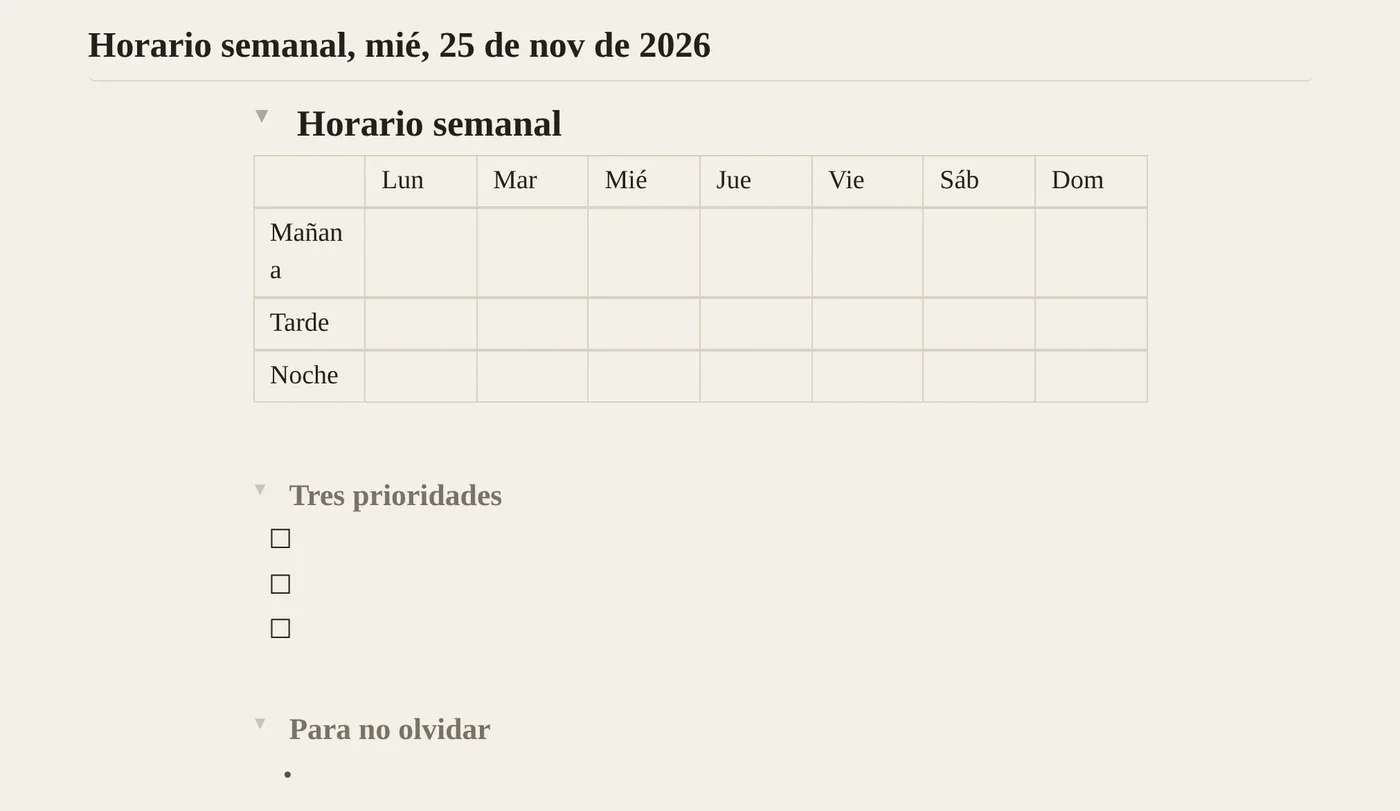 Horario semanal, mié, 25 de nov de 2026
Horario semanal
Lun Mar Mié Jue Vie Sáb Dom
Mañan
a
Tarde
Noche
Tres prioridades
Para no olvidar